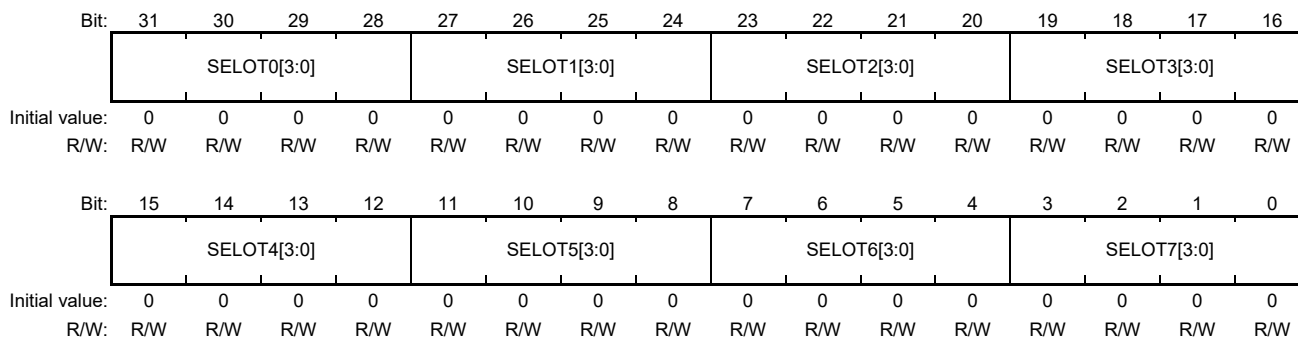 Bit: 31 30 29 28 27 26 25 24 23 22 21 20 19 18 17 16
SELOT0[3:0] SELOT1[3:0] SELOT2[3:0] SELOT3[3:0]
Initial value: 0 0 0 0 0 0 0 0 0 0 0 0 0 0 0 0
R/W: R/W R/W R/W R/W R/W R/W R/W R/W R/W R/W R/W R/W R/W R/W R/W R/W
Bit: 15 14 13 12 11 10 9 8 7 6 5 4 3 2 1 0
SELOT4[3:0] SELOT5[3:0] SELOT6[3:0] SELOT7[3:0]
Initial value: 0 0 0 0 0 0 0 0 0 0 0 0 0 0 0 0
R/W: R/W R/W R/W R/W R/W R/W R/W R/W R/W R/W R/W R/W R/W R/W R/W R/W